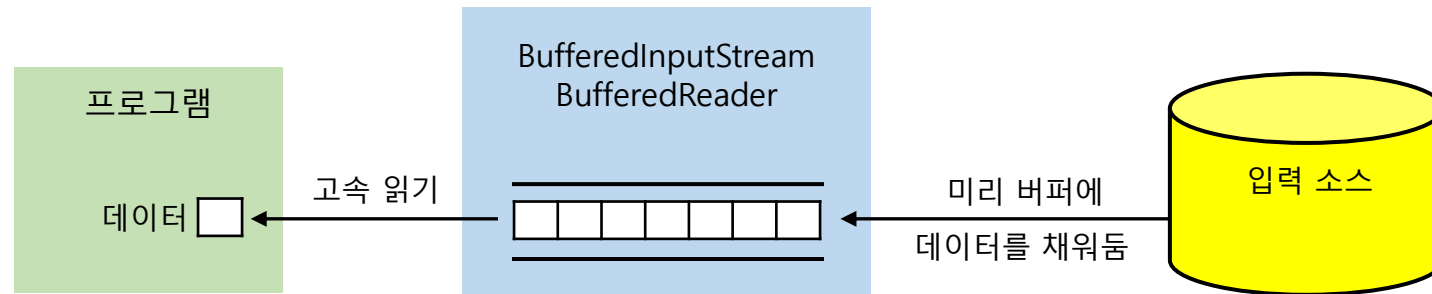 프로그램
데이터
고속 읽기
BufferedInputStream
BufferedReader
미리 버퍼에
데이터를 채워둠
입력 소스